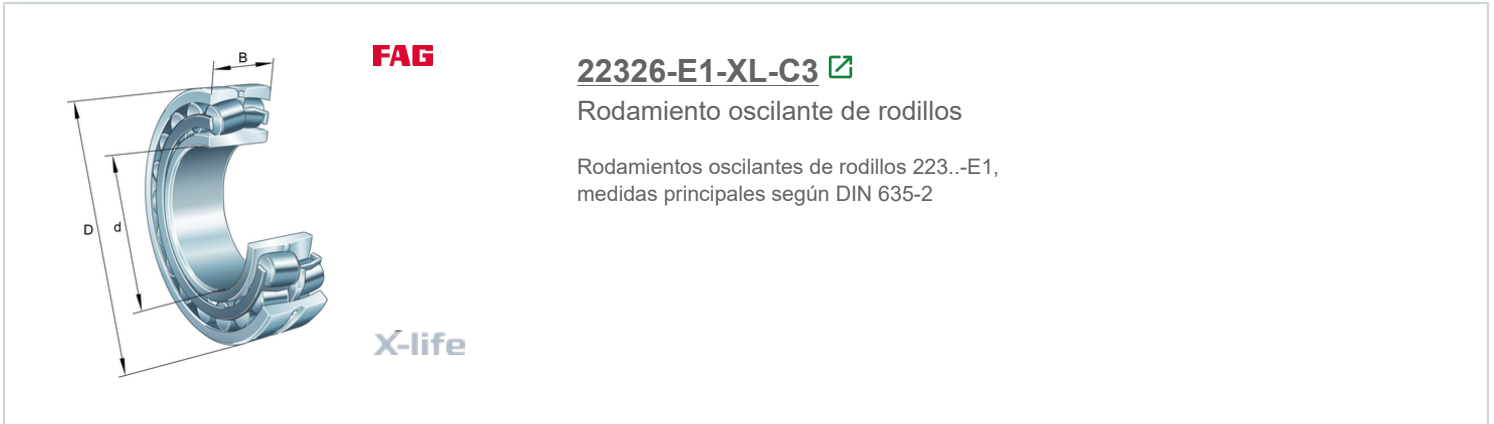 FAG
B
D
d
X-life
22326-E1-XL-C3
Rodamiento oscilante de rodillos
Rodamientos oscilantes de rodillos 223..-E1,
medidas principales según DIN 635-2